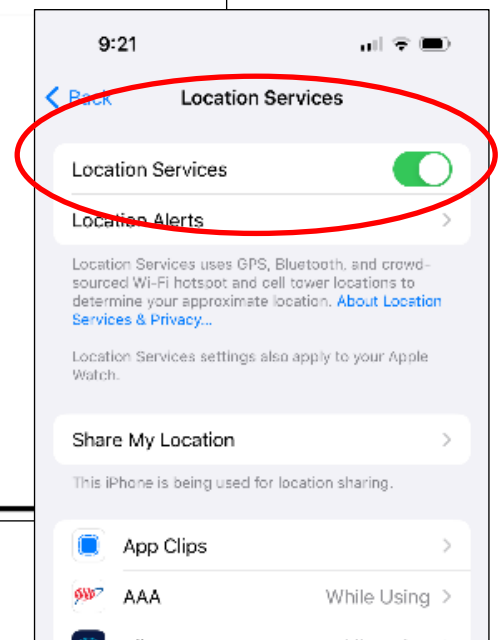 9:21
Back Location Services
Location Services
Location Alerts
Location Services uses GPS, Bluetooth, and crowd-
sourced Wi-Fi hotspot and cell tower locations to
determine your approximate location. About Location
Services & Privacy...
Location Services settings also apply to your Apple
Watch.
Share My Location
This iPhone is being used for location sharing.
App Clips
AAA While Using